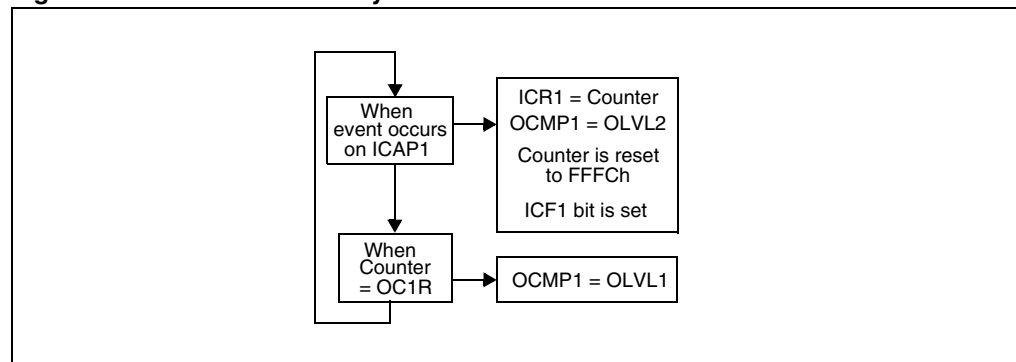 When
event occurs
on ICAP1
ICR1 = Counter
OCMP1 = OLVL2
Counter is reset
to FFFCh
ICF1 bit is set
When
Counter
= OC1R
OCMP1 = OLVL1